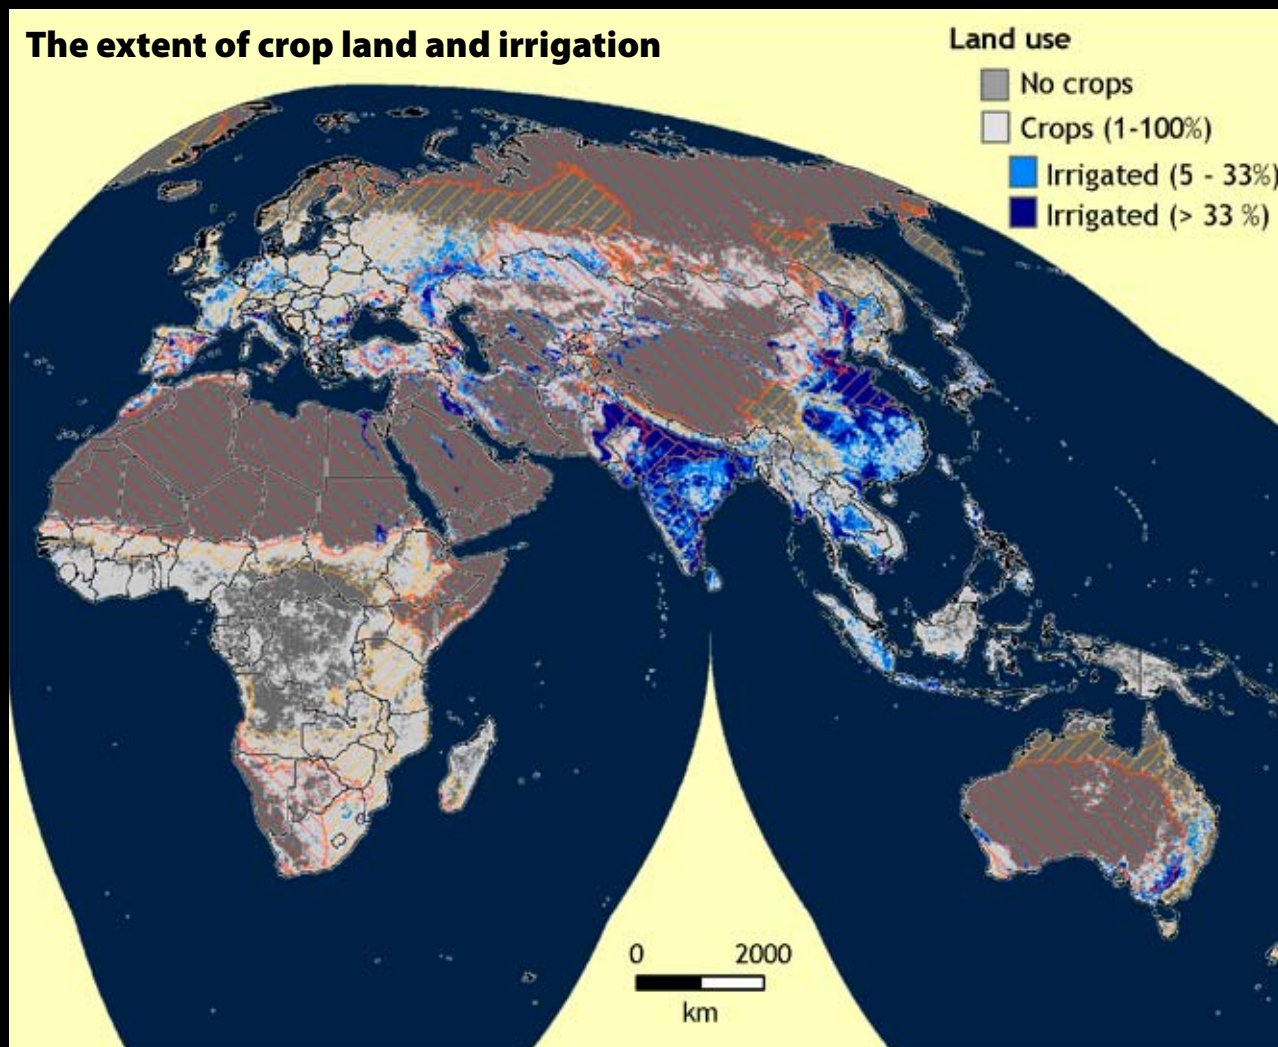 The extent of crop land and irrigation
Land use
No crops
Crops (1-100%)
Irrigated (5 - 33%)
Irrigated (> 33 %)
0 2000
km